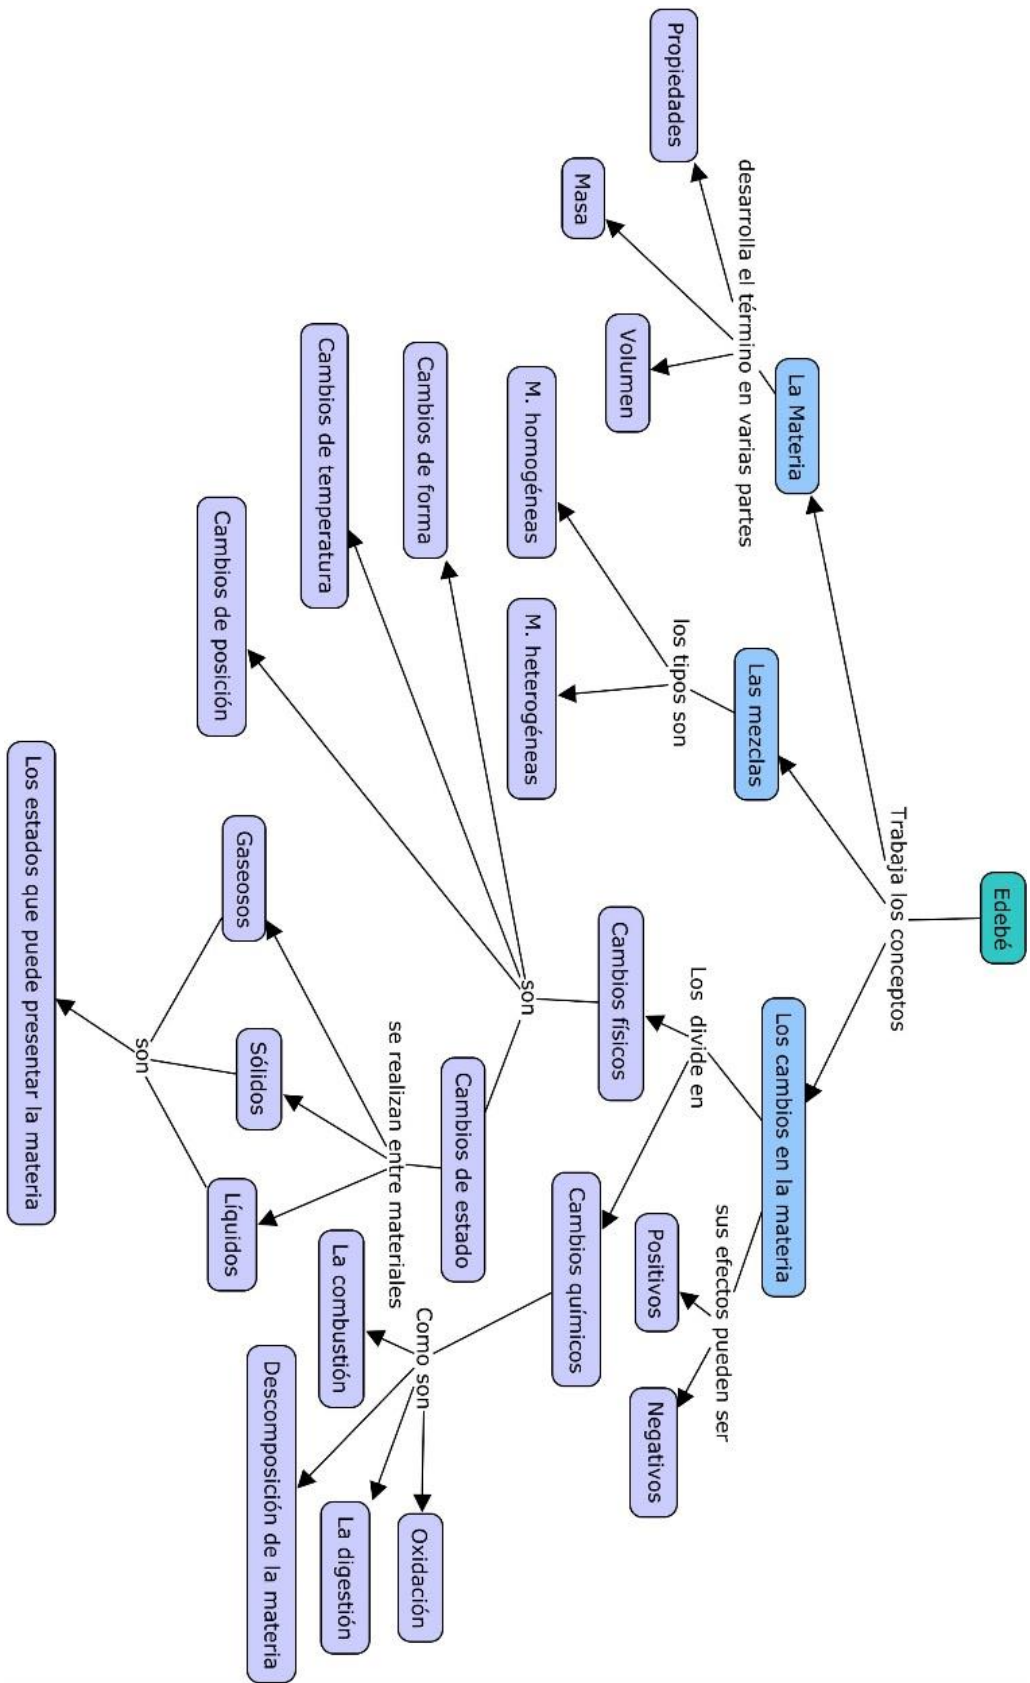 Edebé
Trabaja los conceptos
La Materia
Las mezclas
Los cambios en la materia
desarrolla el término en varias partes
Propiedades
Masa
Volumen
los tipos son
M. homogéneas
M. heterogéneas
Los divide en
sus efectos pueden ser
Positivos
Negativos
Cambios físicos
Cambios químicos
son
Cambios de forma
Cambios de temperatura
Cambios de posición
Cambios de estado
se realizan entre materiales
Gaseosos
Sólidos
Líquidos
son
Los estados que puede presentar la materia
Como son
La combustión
Descomposición de la materia
La digestión
Oxidación